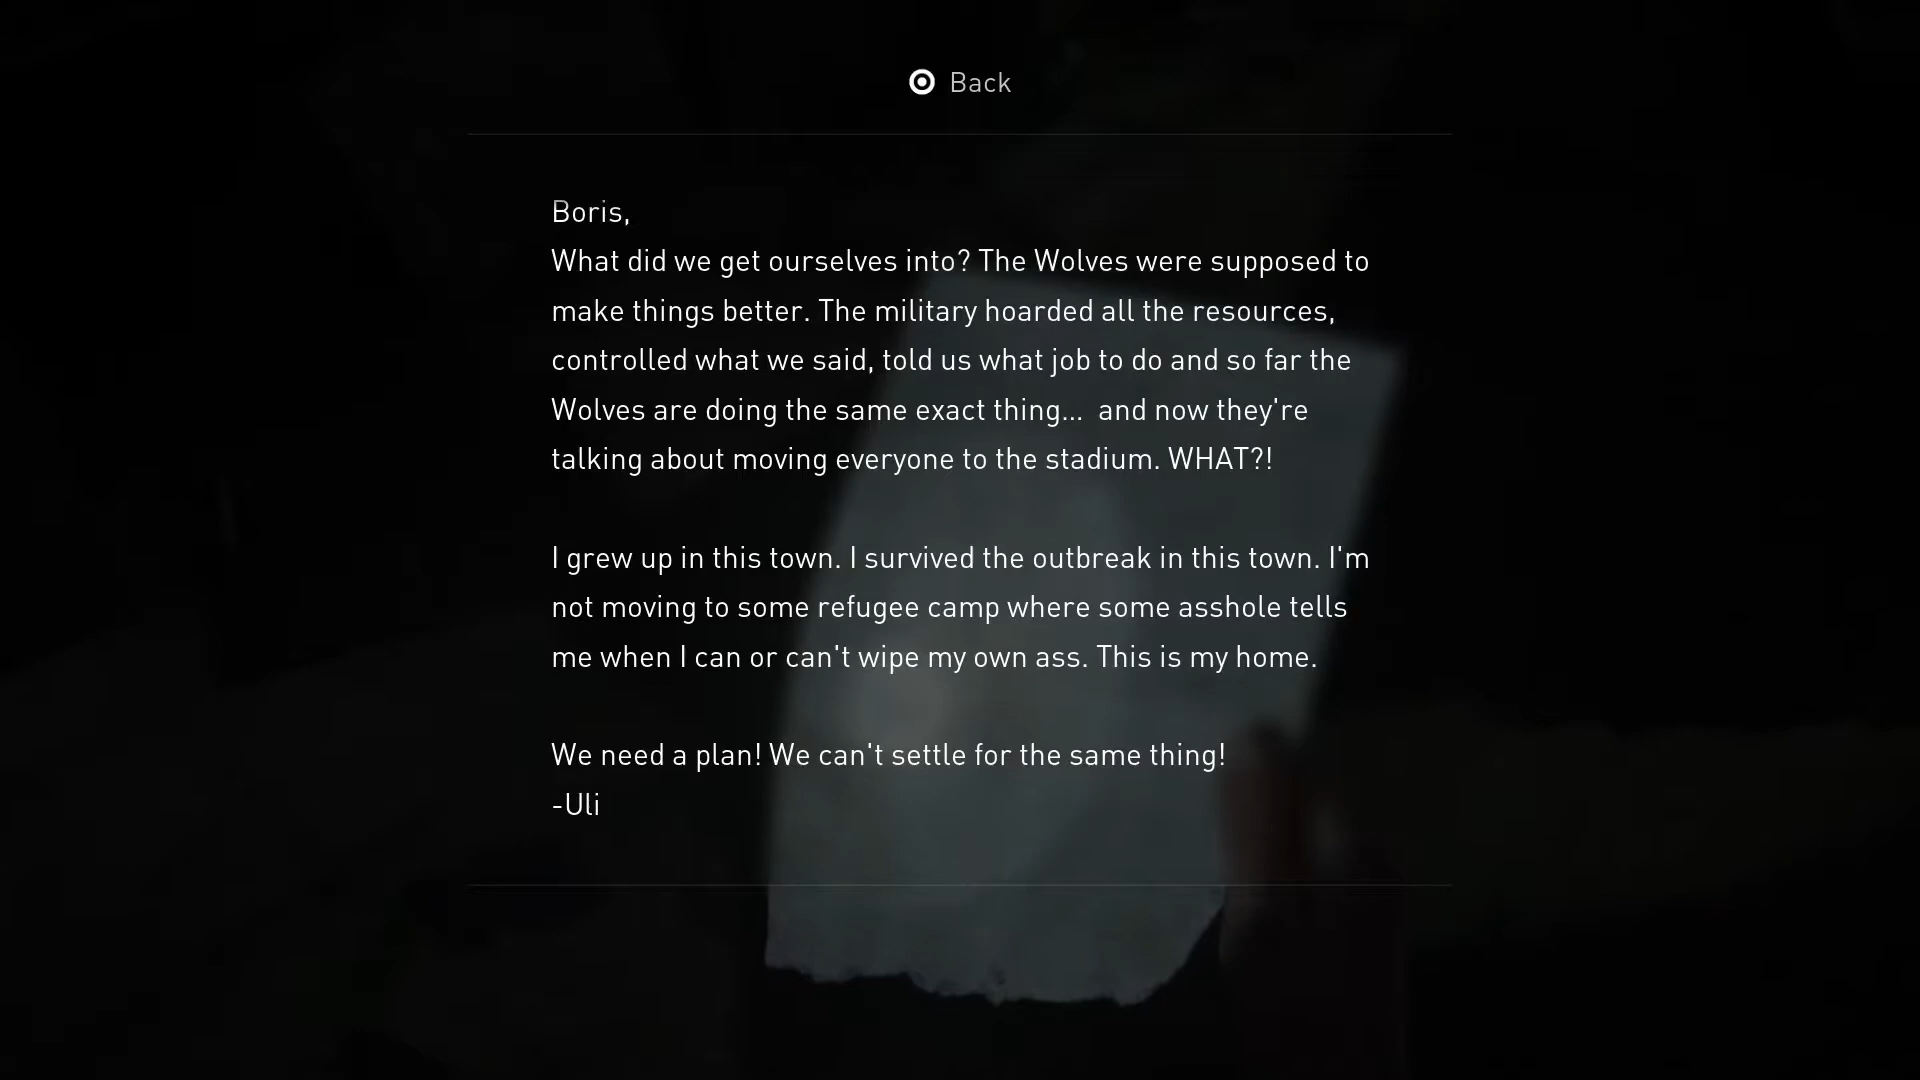 Back
Boris,
What did we get ourselves into? The Wolves were supposed to
make things better. The military hoarded all the resources,
controlled what we said, told us what job to do and so far the
Wolves are doing the same exact thing...  and now they're
talking about moving everyone to the stadium. WHAT?!
I grew up in this town. I survived the outbreak in this town. I'm
not moving to some refugee camp where some asshole tells
me when I can or can't wipe my own ass. This is my home.
We need a plan! We can't settle for the same thing!
-Uli